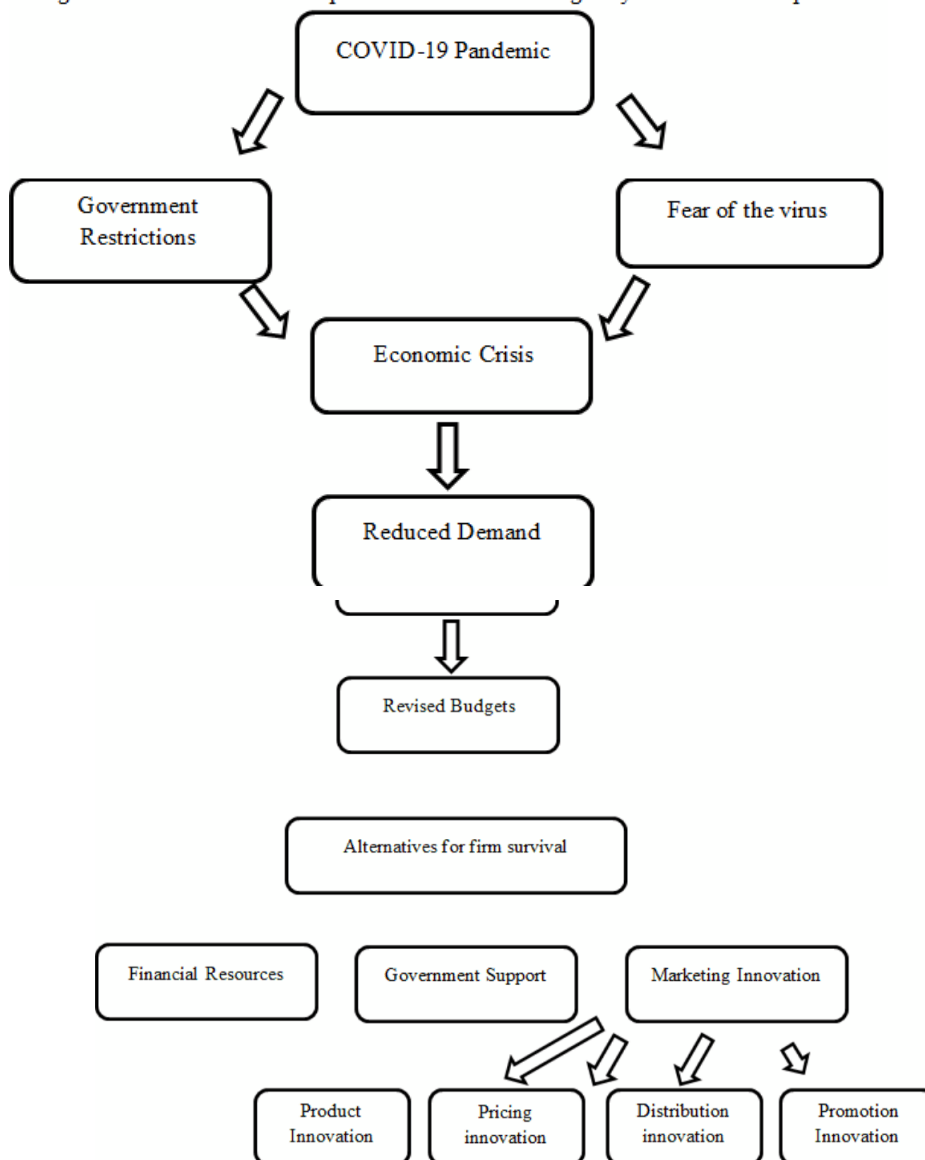 COVID-19 Pandemic
Government
Restrictions
Fear of the virus
Economic Crisis
Reduced Demand
Revised Budgets
Alternatives for firm survival
Financial Resources
Government Support
Marketing Innovation
Product
Innovation
Pricing
innovation
Distribution
innovation
Promotion
Innovation